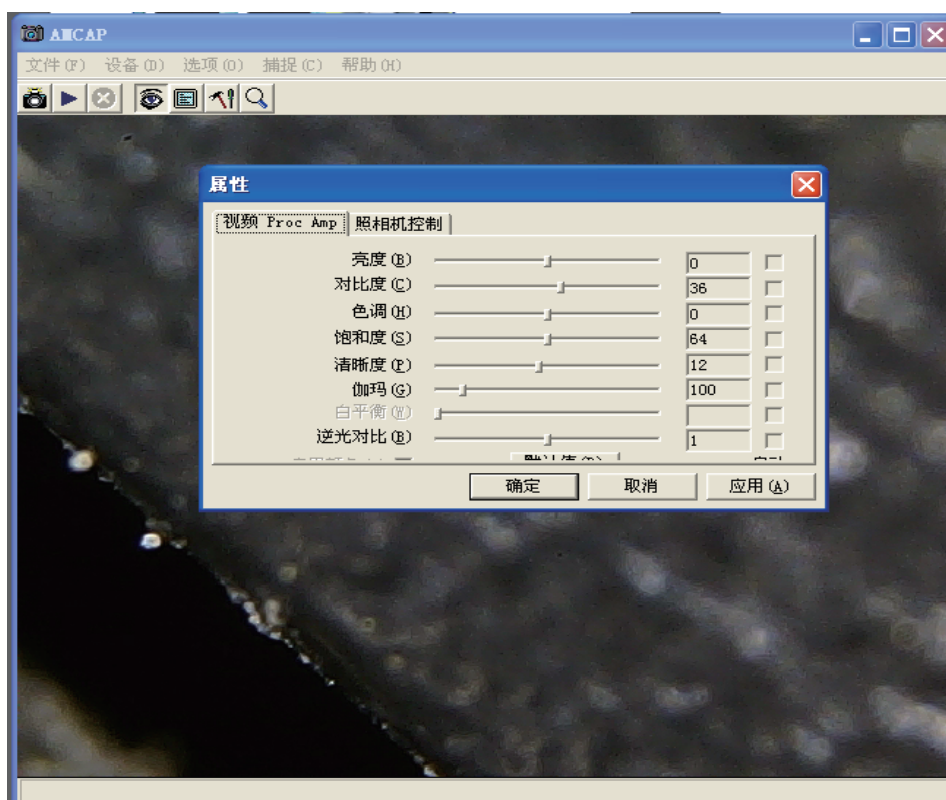 AMCAP
文件(F) 设备(D) 选项(O) 捕捉(C) 帮助(H)
属性
视频 Proc Amp 照相机控制
亮度(B) 0
对比度(C) 36
色调(H) 0
饱和度(S) 64
清晰度(P) 12
伽玛(G) 100
白平衡(W)
逆光对比(B) 1
确定 取消 应用(A)